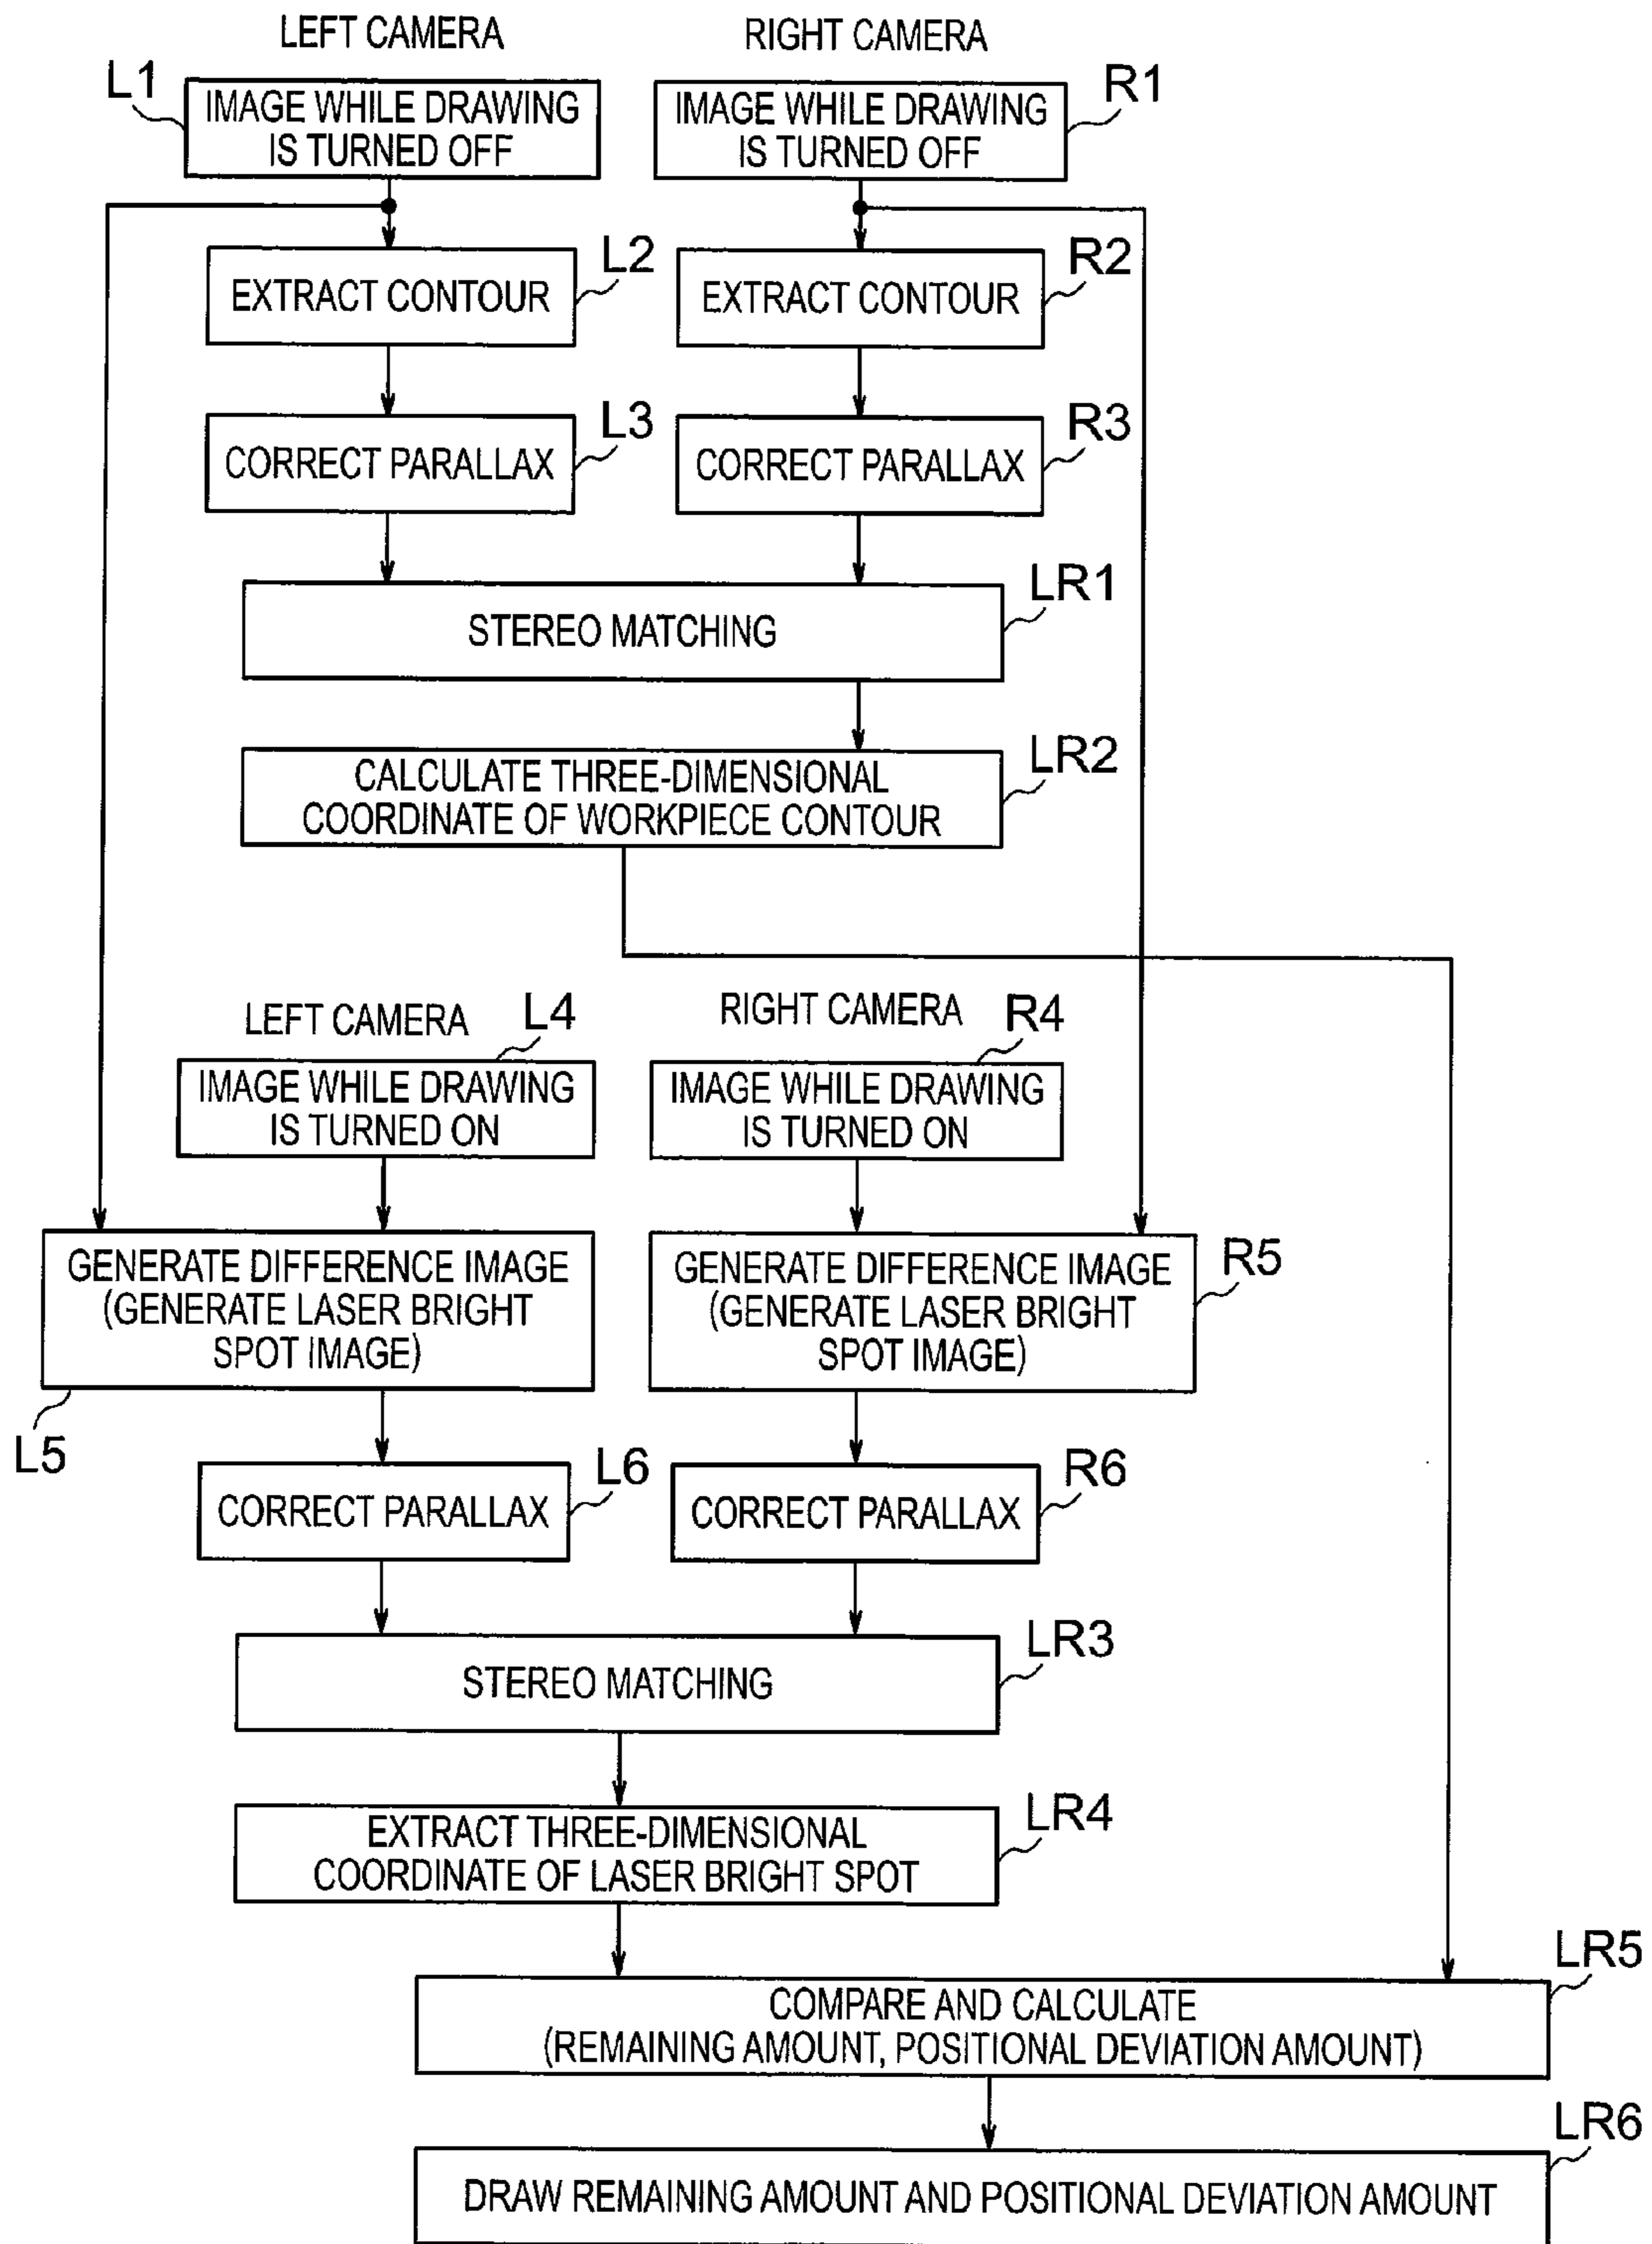 LEFT CAMERA
RIGHT CAMERA
L1
IMAGE WHILE DRAWING
IS TURNED OFF
IMAGE WHILE DRAWING
IS TURNED OFF
R1
EXTRACT CONTOUR
L2
EXTRACT CONTOUR
R2
CORRECT PARALLAX
L3
CORRECT PARALLAX
R3
STEREO MATCHING
LR1
CALCULATE THREE-DIMENSIONAL
COORDINATE OF WORKPIECE CONTOUR
LR2
LEFT CAMERA
L4
RIGHT CAMERA
R4
IMAGE WHILE DRAWING
IS TURNED ON
IMAGE WHILE DRAWING
IS TURNED ON
GENERATE DIFFERENCE IMAGE
(GENERATE LASER BRIGHT
SPOT IMAGE)
L5
GENERATE DIFFERENCE IMAGE
(GENERATE LASER BRIGHT
SPOT IMAGE)
R5
CORRECT PARALLAX
L6
CORRECT PARALLAX
R6
STEREO MATCHING
LR3
EXTRACT THREE-DIMENSIONAL
COORDINATE OF LASER BRIGHT SPOT
LR4
COMPARE AND CALCULATE
(REMAINING AMOUNT, POSITIONAL DEVIATION AMOUNT)
LR5
DRAW REMAINING AMOUNT AND POSITIONAL DEVIATION AMOUNT
LR6